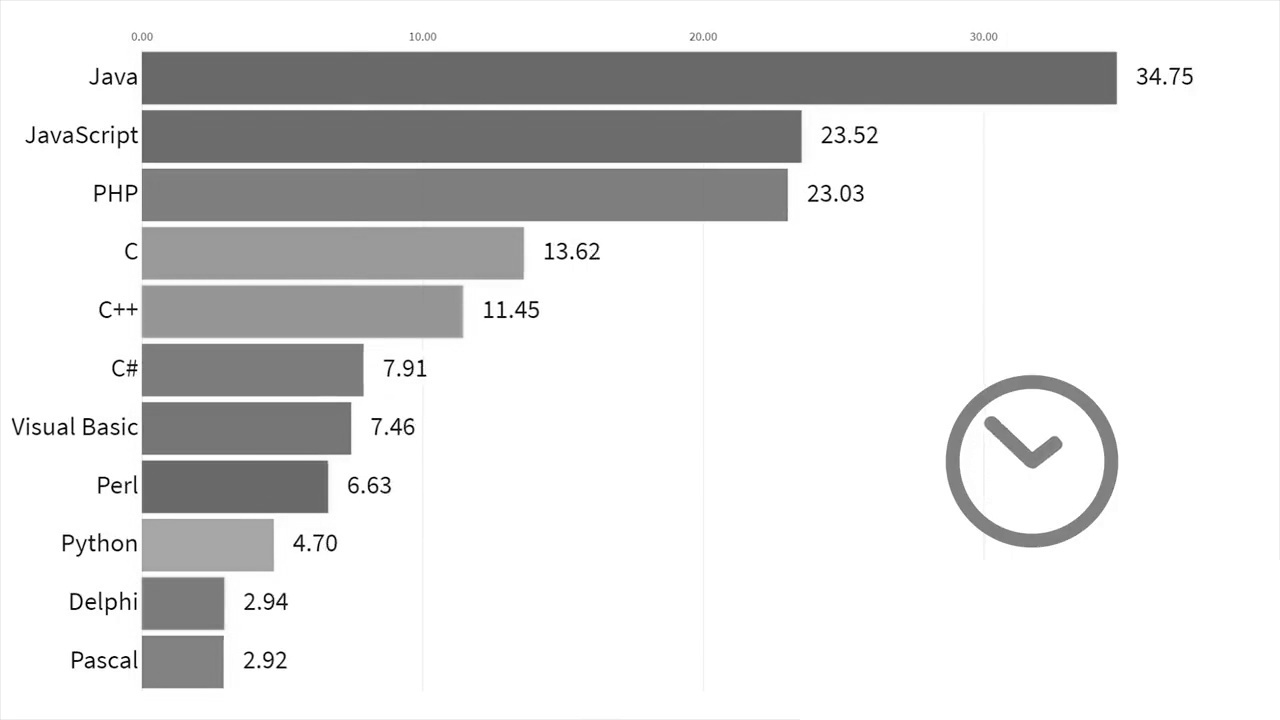 0.00 10.00 20.00 30.00
Java 34.75
JavaScript 23.52
PHP 23.03
C 13.62
C++ 11.45
C# 7.91
Visual Basic 7.46
Perl 6.63
Python 4.70
Delphi 2.94
Pascal 2.92